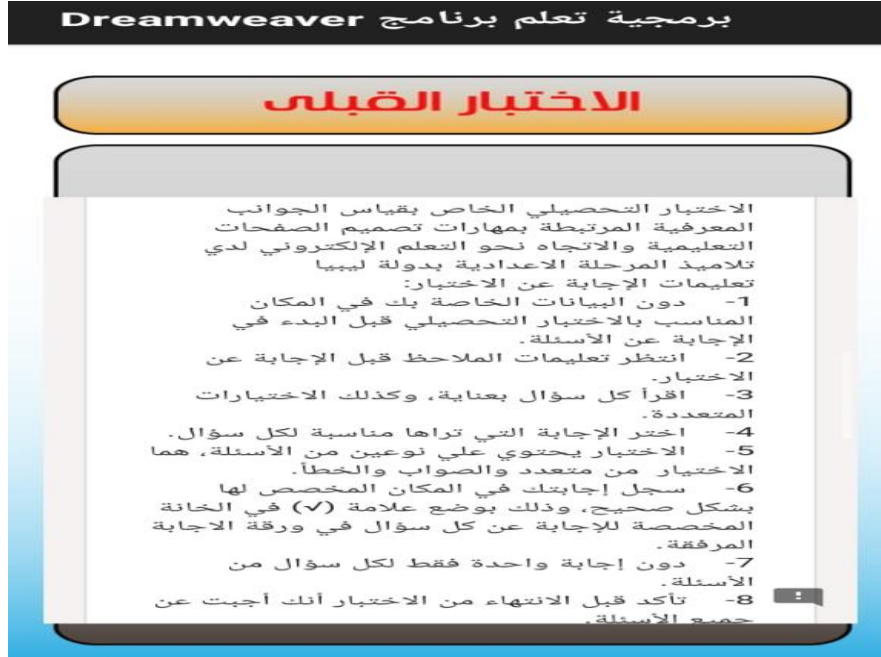 برمجية تعلم برنامج Dreamweaver
الاختبار القبلى
الاختبار التحصيلي الخاص بقياس الجوانب
المعرفية المرتبطة بمهارات تصميم الصفحات
التعليمية والاتجاه نحو التعلم الإلكتروني لدي
تلاميذ المرحلة الاعدادية بدولة ليبيا
تعليمات الإجابة عن الاختبار:
1- دون البيانات الخاصة بك في المكان
المناسب بالاختبار التحصيلي قبل البدء في
الإجابة عن الأسئلة.
2- انتظر تعليمات الملاحظ قبل الإجابة عن
الاختبار.
3- اقرأ كل سؤال بعناية، وكذلك الاختيارات
المتعددة.
4- اختر الإجابة التي تراها مناسبة لكل سؤال.
5- الاختبار يحتوي علي نوعين من الأسئلة، هما
الاختيار من متعدد والصواب والخطأ.
6- سجل إجابتك في المكان المخصص لها
بشكل صحيح، وذلك بوضع علامة (√) في الخانة
المخصصة للإجابة عن كل سؤال في ورقة الاجابة
المرفقة.
7- دون إجابة واحدة فقط لكل سؤال من
الأسئلة.
8- تأكد قبل الانتهاء من الاختبار أنك أجبت عن
جميع الأسئلة.